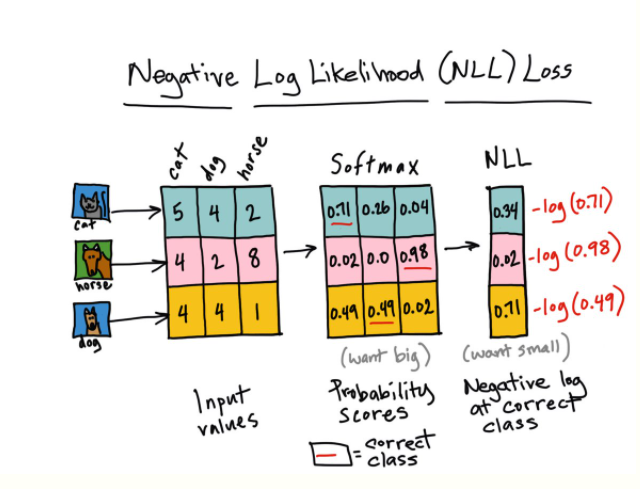 Negative Log Likelihood (NLL) Loss
cat dog horse
Softmax
NLL
cat
5 4 2
0.71 0.26 0.04
0.34
-log(0.71)
horse
4 2 8
0.02 0.0 0.98
0.02
-log(0.98)
dog
4 4 1
0.49 0.49 0.02
0.71
-log(0.49)
(want big)
(want small)
Input
values
Probability
scores
Negative log
at correct
class
= correct
class